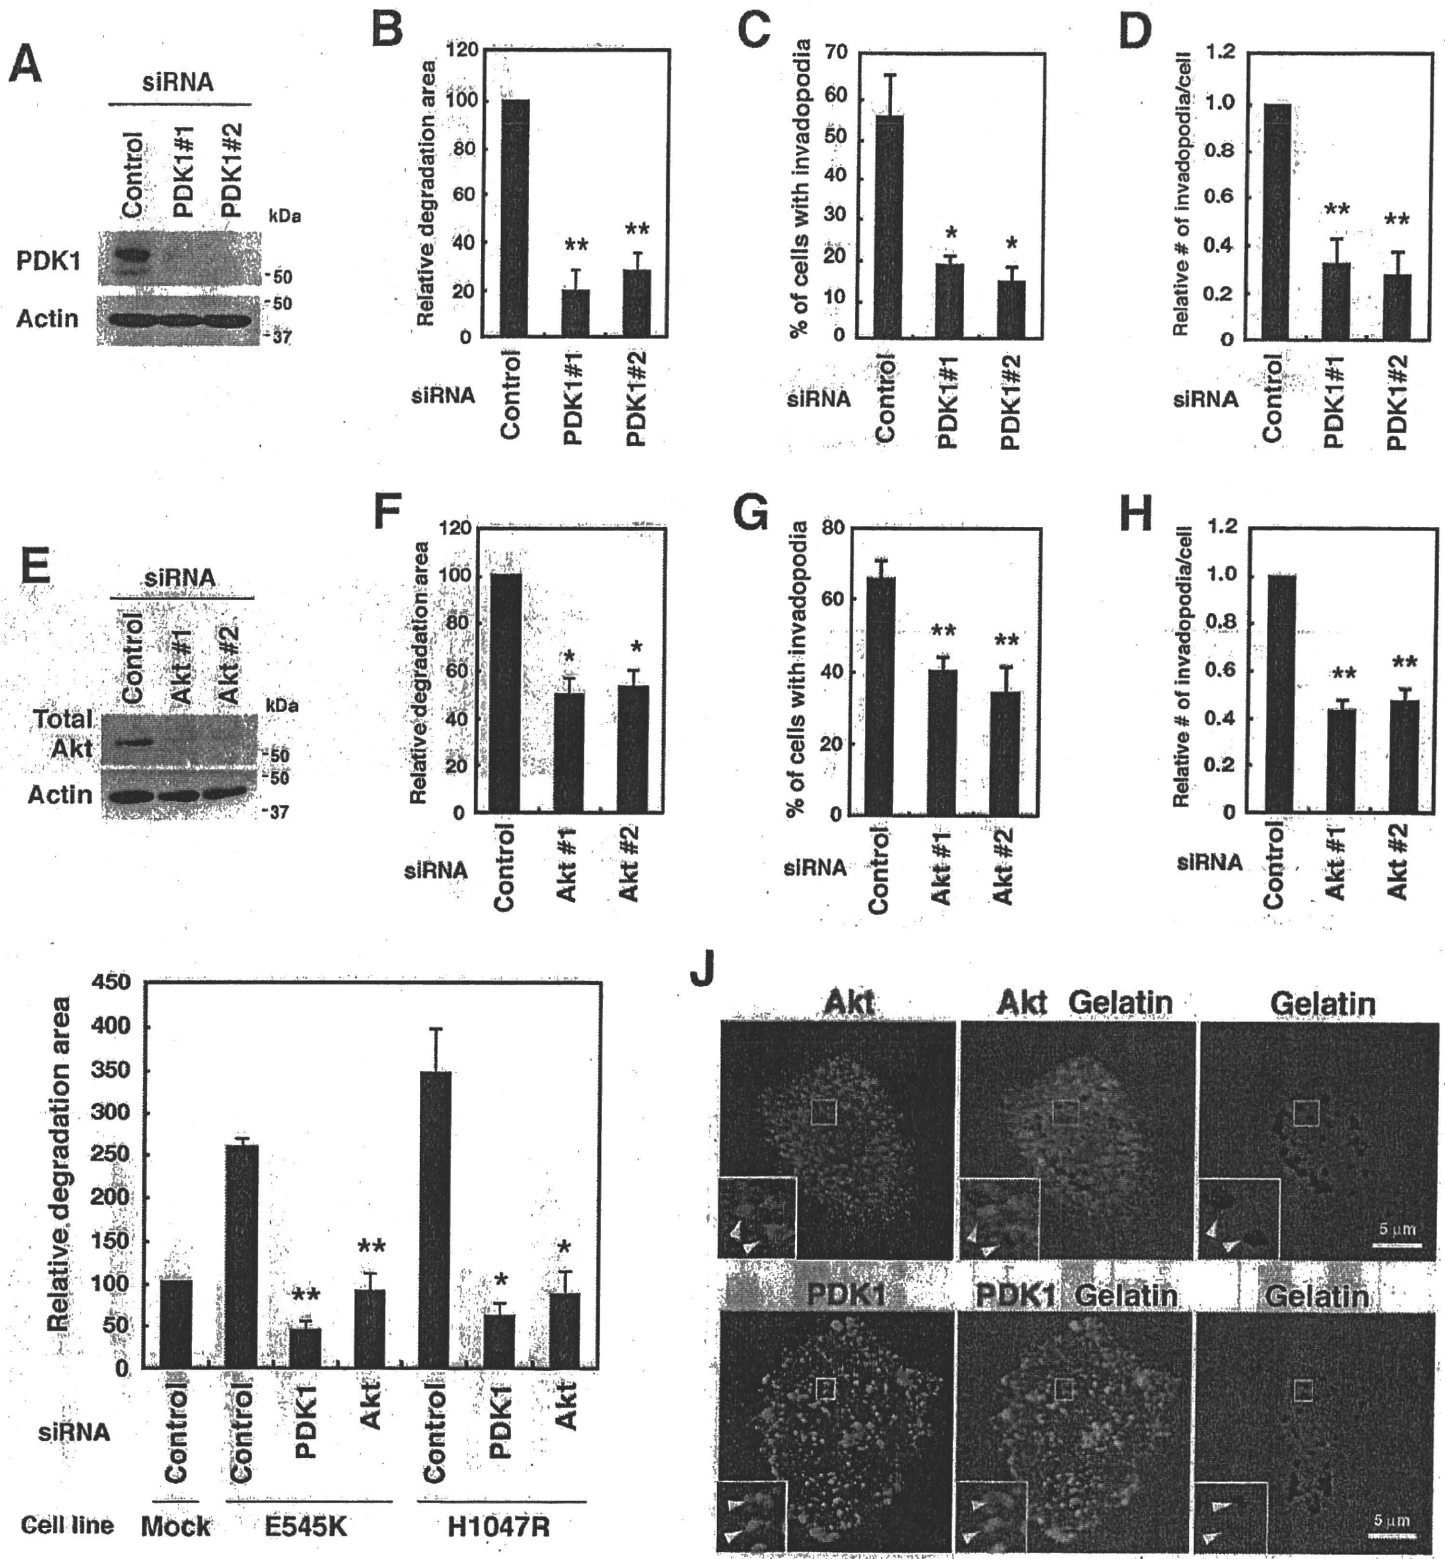 A
siRNA
Control
PDK1#1
PDK1#2
kDa
PDK1
-50
-50
Actin
-37
B
Relative degradation area
120
100
80
60
40
20
0
**
**
siRNA
Control
PDK1#1
PDK1#2
C
% of cells with invadopodia
70
60
50
40
30
20
10
0
*
*
siRNA
Control
PDK1#1
PDK1#2
D
Relative # of invadopodia/cell
1.2
1.0
0.8
0.6
0.4
0.2
0
**
**
siRNA
Control
PDK1#1
PDK1#2
E
siRNA
Control
Akt #1
Akt #2
kDa
Total
Akt
-50
-50
Actin
-37
F
Relative degradation area
120
100
80
60
40
20
0
*
*
siRNA
Control
Akt #1
Akt #2
G
% of cells with invadopodia
80
60
40
20
0
**
**
siRNA
Control
Akt #1
Akt #2
H
Relative # of invadopodia/cell
1.2
1.0
0.8
0.6
0.4
0.2
0
**
**
siRNA
Control
Akt #1
Akt #2
Relative degradation area
450
400
350
300
250
200
150
100
50
0
**
**
*
*
siRNA
Control
Control
PDK1
Akt
Control
PDK1
Akt
Cell line Mock E545K H1047R
J
Akt
Akt Gelatin
Gelatin
5 µm
PDK1
PDK1 Gelatin
Gelatin
5 µm